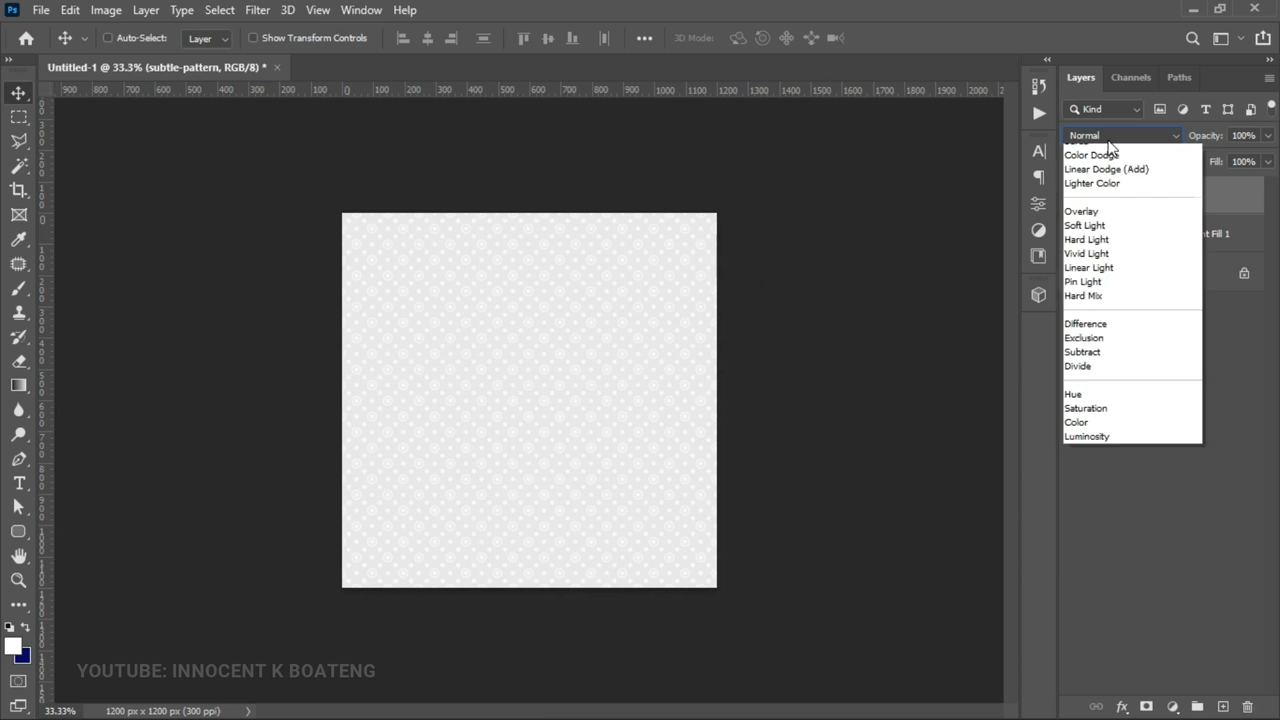 Ps File Edit Image Layer Type Select Filter 3D View Window Help
Auto-Select: Layer Show Transform Controls 3D Mode:
Untitled-1 @ 33.3% (subtle-pattern, RGB/8) *
900 800 700 600 500 400 300 200 100 0 100 200 300 400 500 600 700 800 900 1000 1100 1200 1300 1400 1500 1600 1700 1800 1900 2000
Layers Channels Paths
Kind
Normal Opacity: 100%
Color Dodge
Fill: 100%
Linear Dodge (Add)
Lighter Color
Overlay
Soft Light
nt Fill 1
Hard Light
Vivid Light
Linear Light
Pin Light
Hard Mix
Difference
Exclusion
Subtract
Divide
Hue
Saturation
Color
Luminosity
YOUTUBE: INNOCENT K BOATENG
33.33% 1200 px x 1200 px (300 ppi)